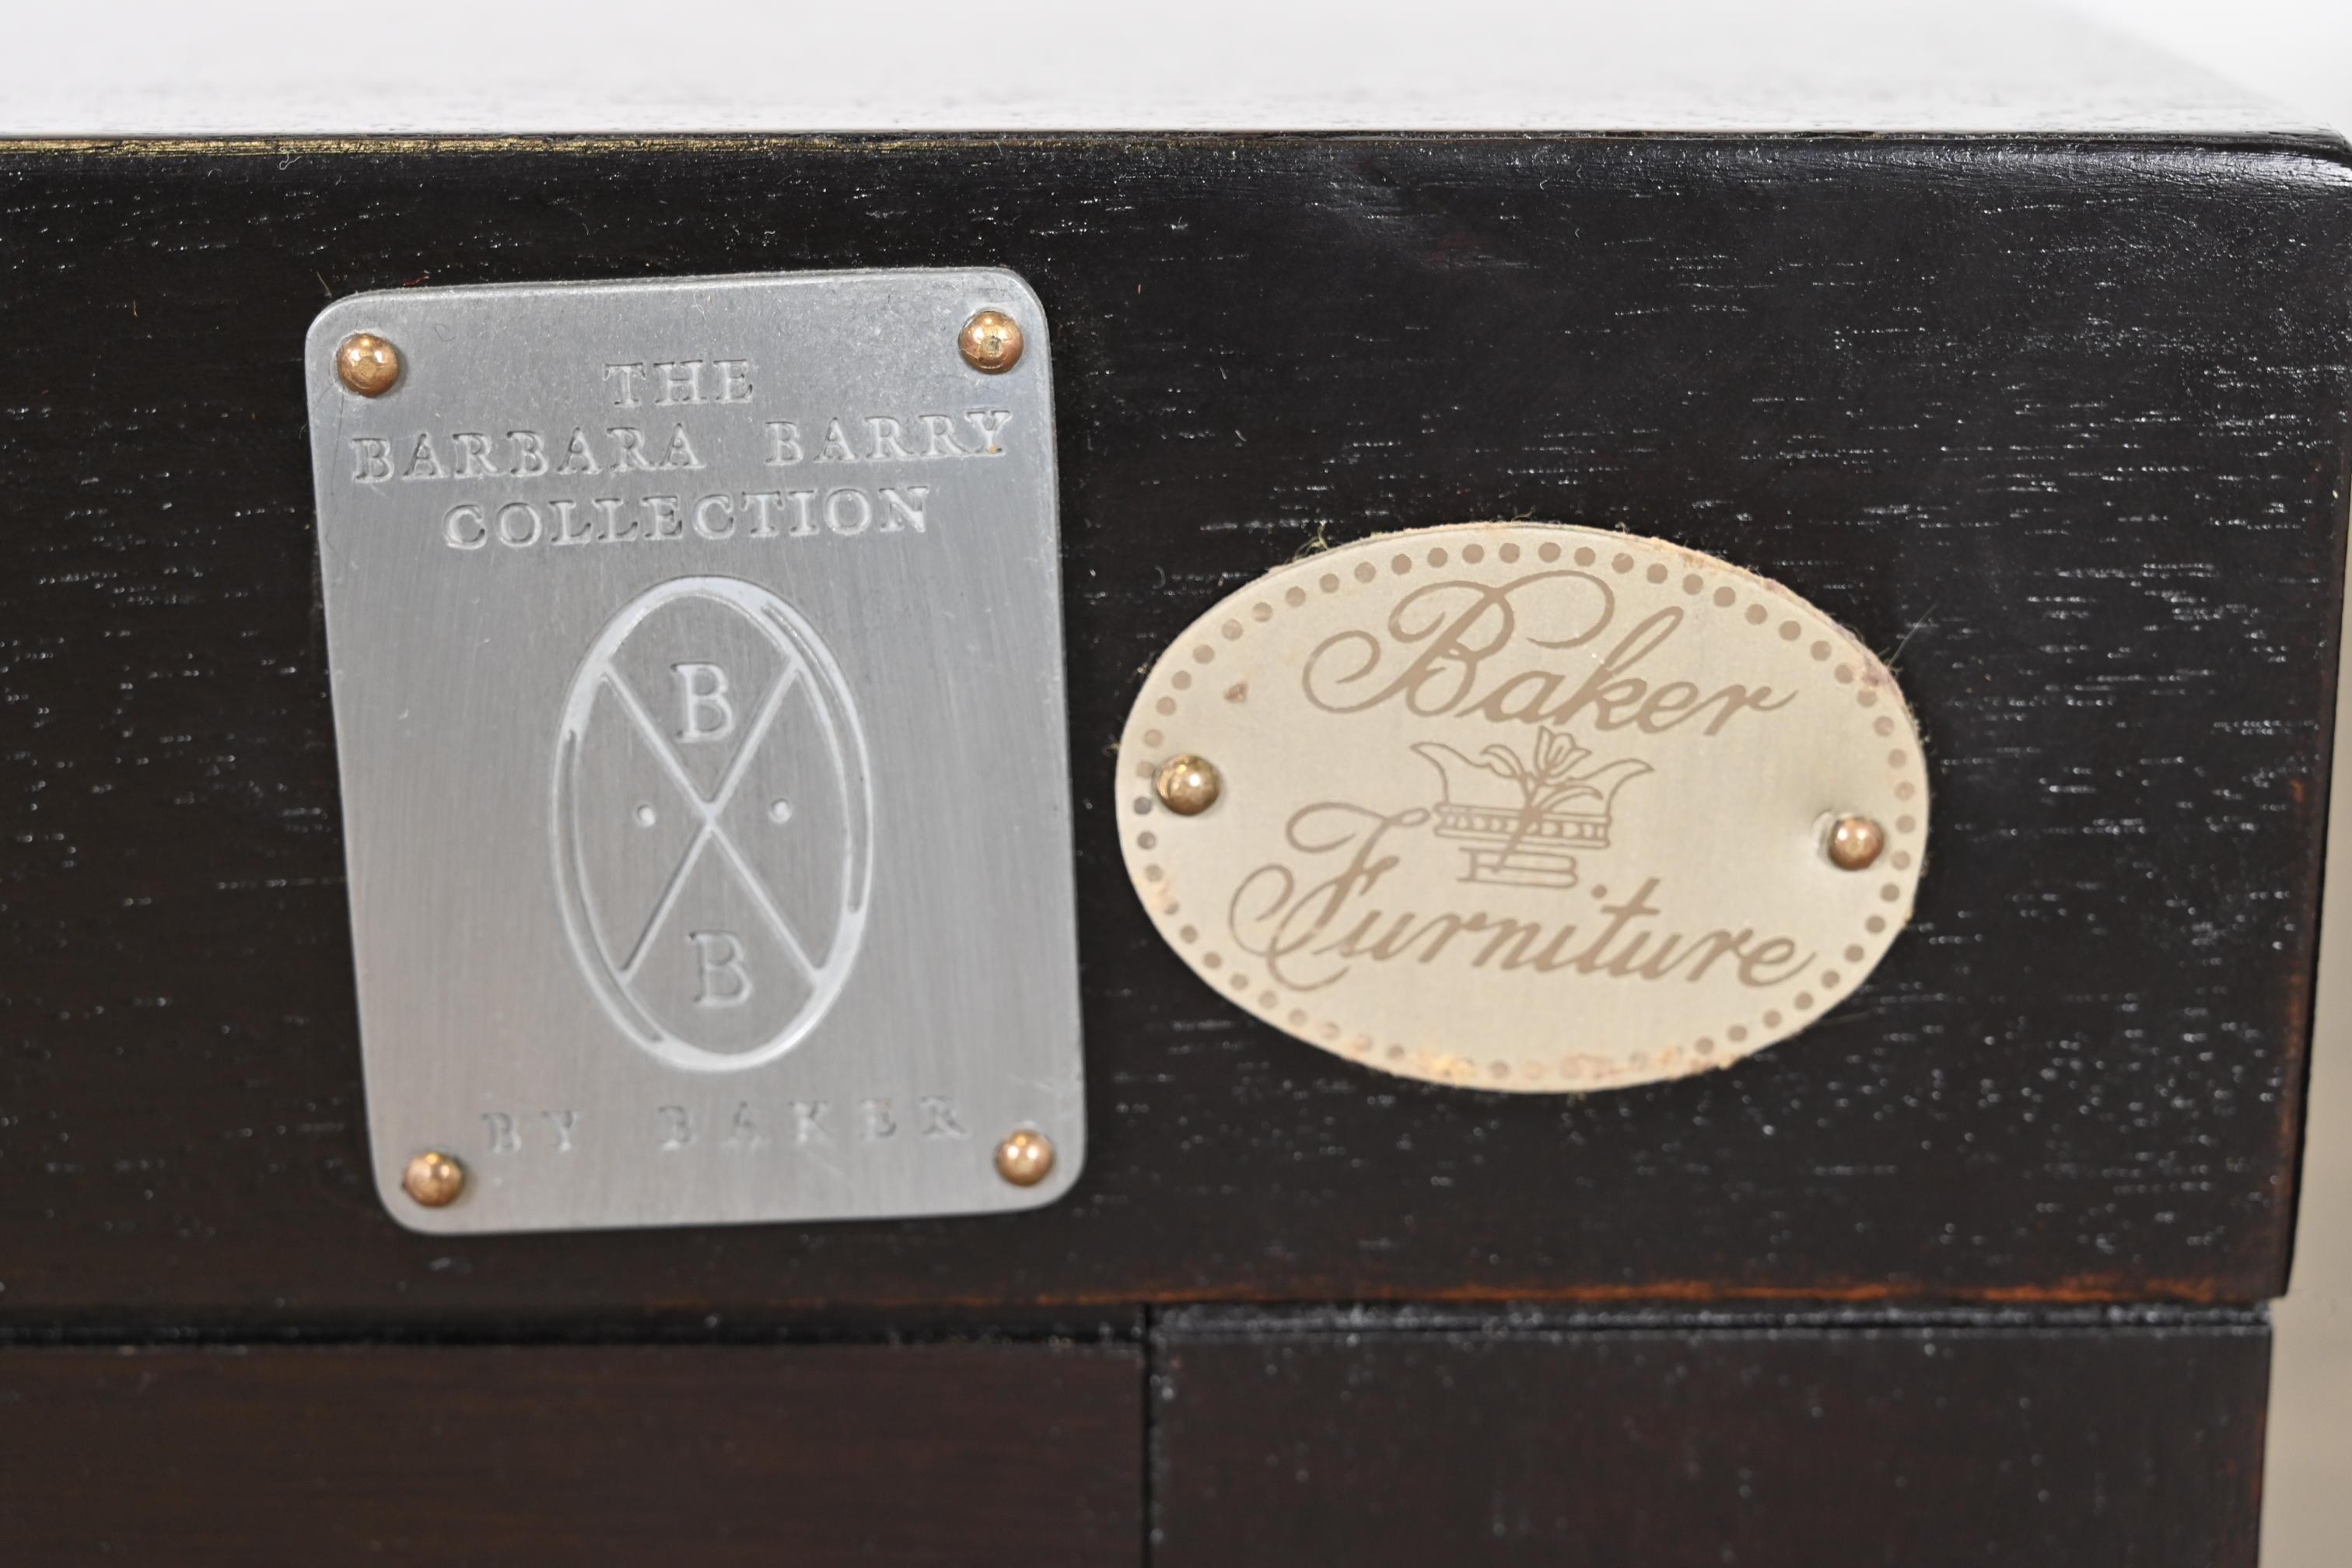 THE
BARBARA BARRY
COLLECTION
B
B
BY BAKER
Baker
Furniture